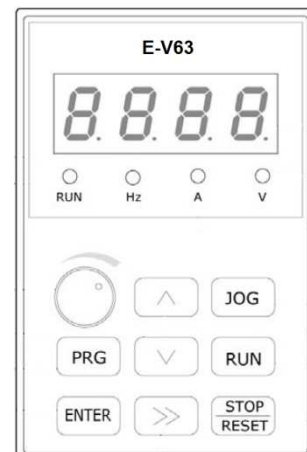 E-V63
8.8.8.8.
RUN Hz A V
JOG
PRG RUN
ENTER >> STOP
RESET